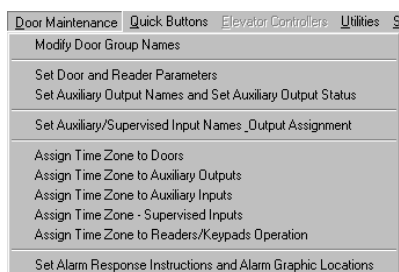 Door Maintenance Quick Buttons Elevator Controllers Utilities S
Modify Door Group Names
Set Door and Reader Parameters
Set Auxiliary Output Names and Set Auxiliary Output Status
Set Auxiliary/Supervised Input Names _Output Assignment
Assign Time Zone to Doors
Assign Time Zone to Auxiliary Outputs
Assign Time Zone to Auxiliary Inputs
Assign Time Zone - Supervised Inputs
Assign Time Zone to Readers/Keypads Operation
Set Alarm Response Instructions and Alarm Graphic Locations